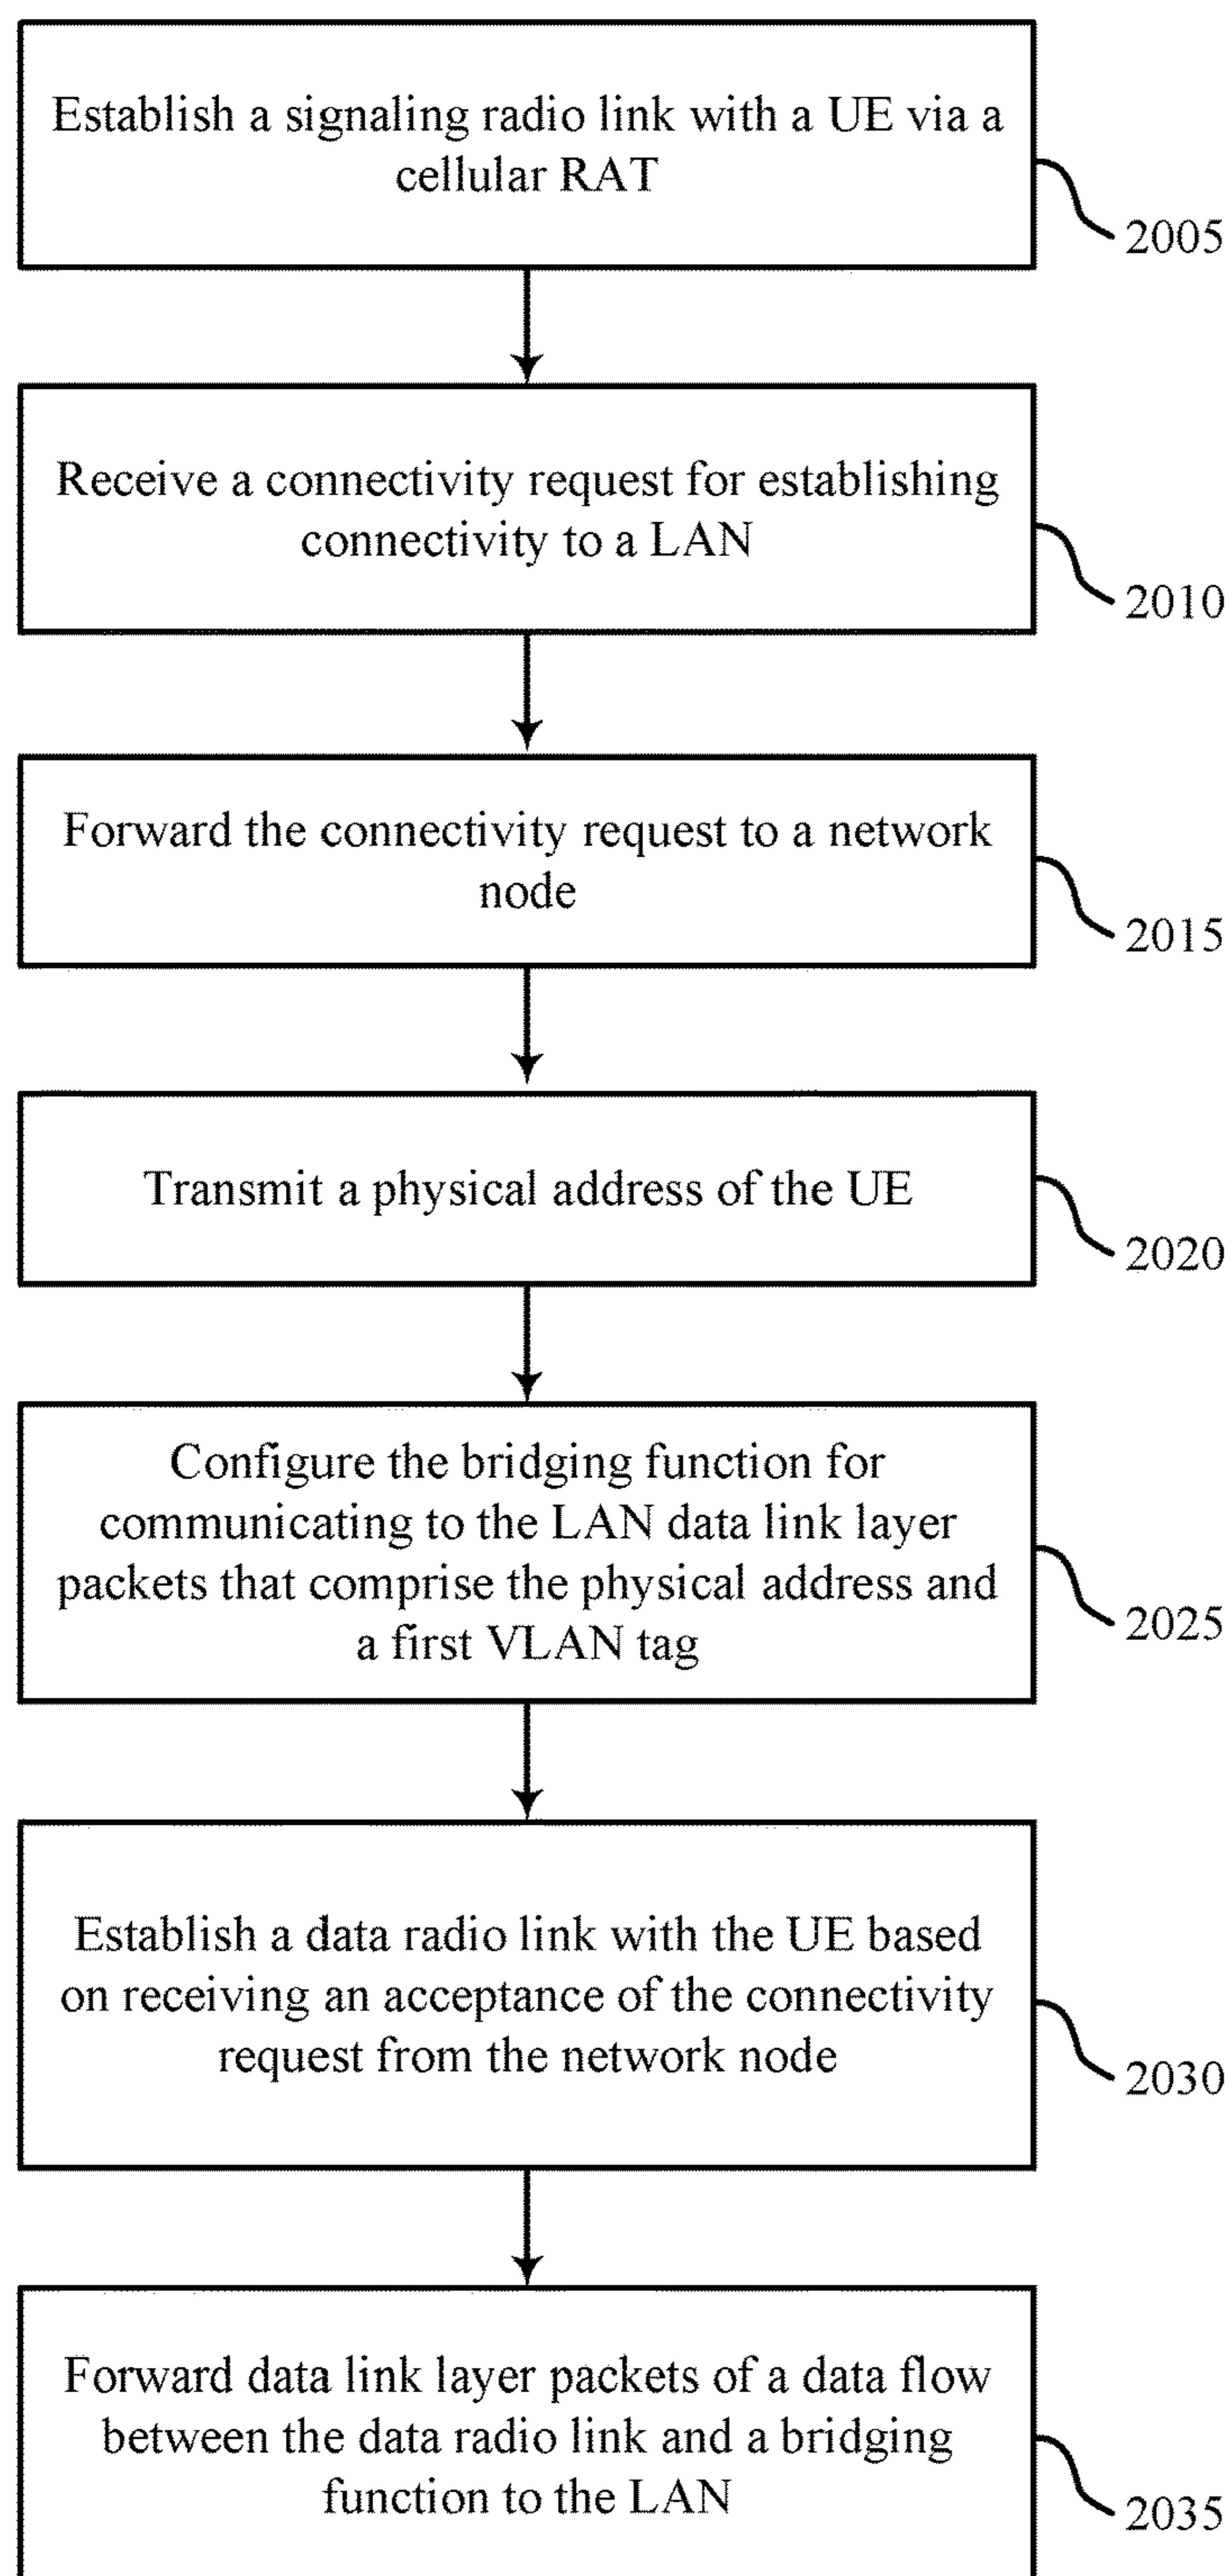 Establish a signaling radio link with a UE via a
cellular RAT
2005
Receive a connectivity request for establishing
connectivity to a LAN
2010
Forward the connectivity request to a network
node
2015
Transmit a physical address of the UE
2020
Configure the bridging function for
communicating to the LAN data link layer
packets that comprise the physical address and
a first VLAN tag
2025
Establish a data radio link with the UE based
on receiving an acceptance of the connectivity
request from the network node
2030
Forward data link layer packets of a data flow
between the data radio link and a bridging
function to the LAN
2035